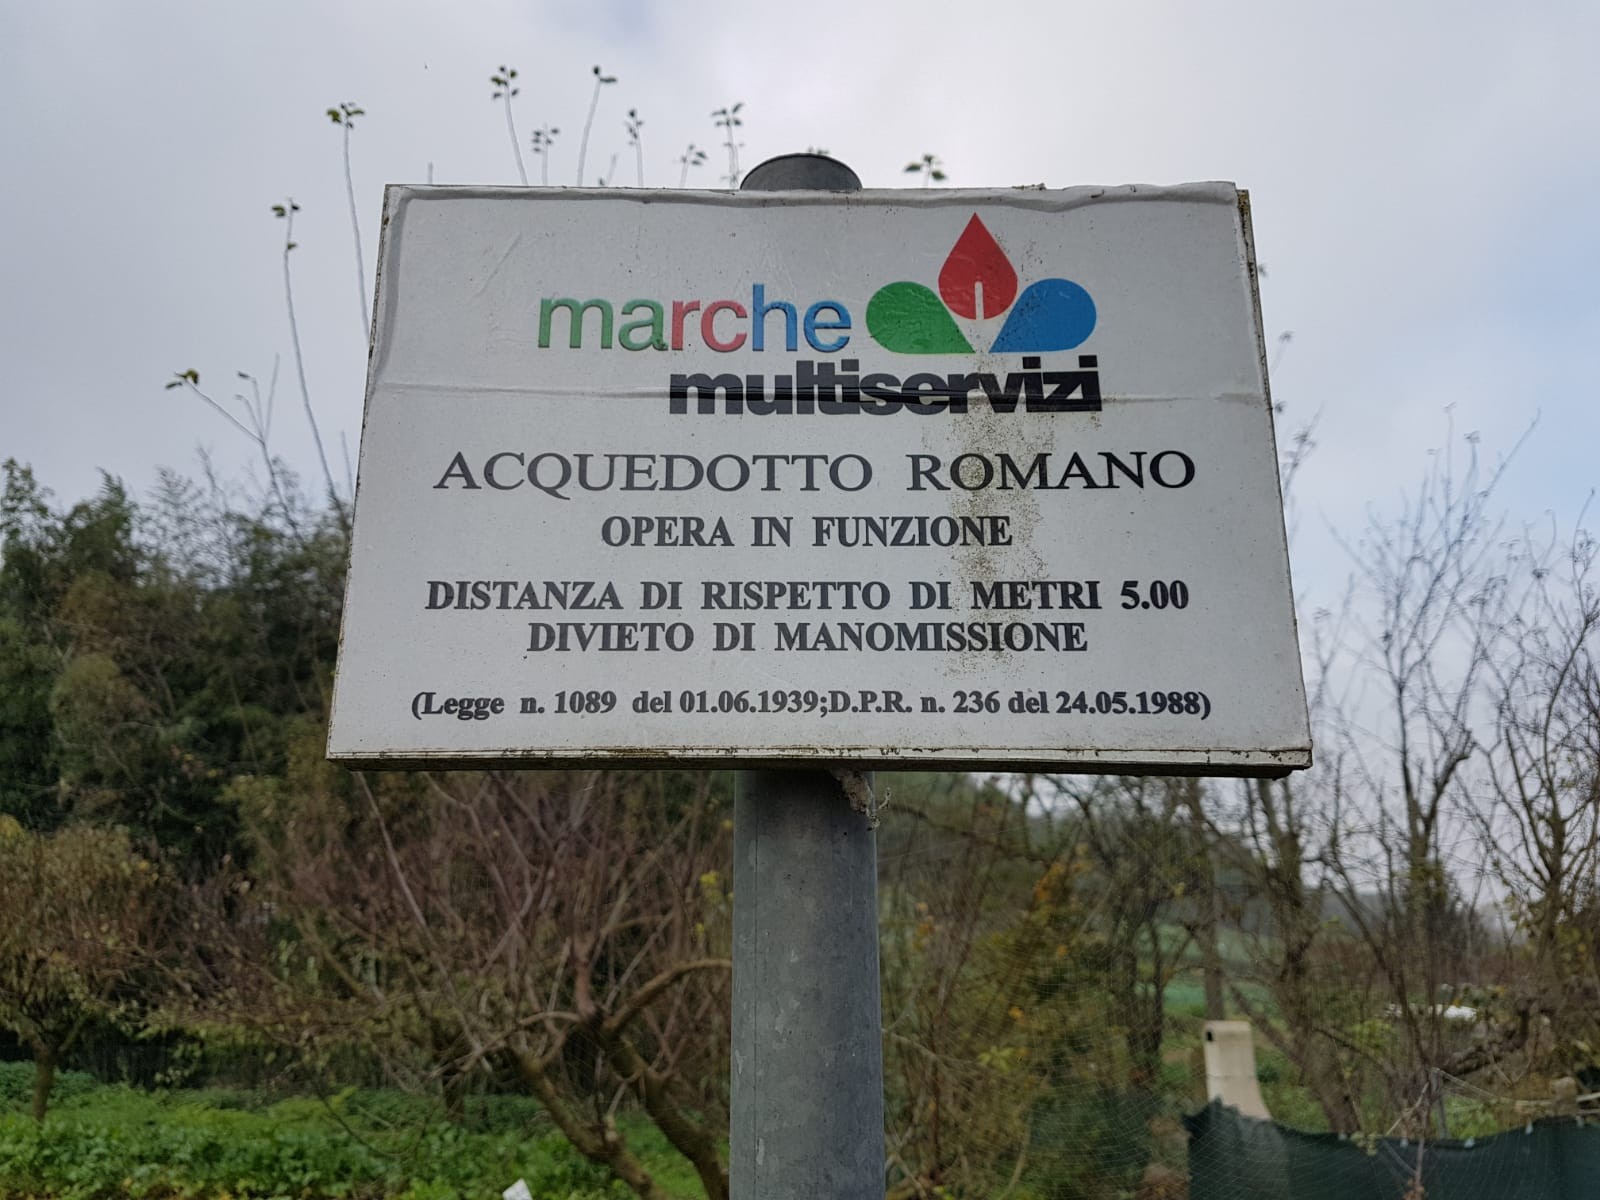 marche
multiservizi
ACQUEDOTTO ROMANO
OPERA IN FUNZIONE
DISTANZA DI RISPETTO DI METRI 5.00
DIVIETO DI MANOMISSIONE
(Legge n. 1089 del 01.06.1939;D.P.R. n. 236 del 24.05.1988)